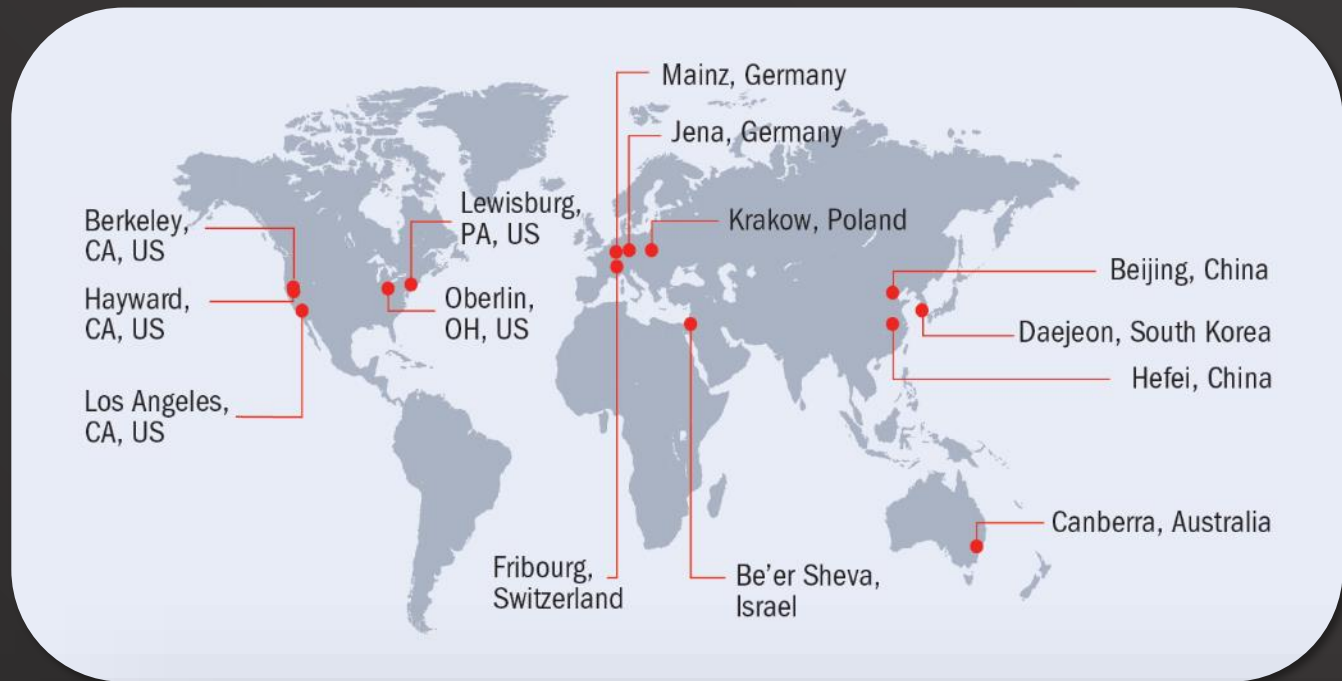 Mainz, Germany
Jena, Germany
Krakow, Poland
Berkeley,
CA, US
Lewisburg,
PA, US
Hayward,
CA, US
Oberlin,
OH, US
Los Angeles,
CA, US
Beijing, China
Daejeon, South Korea
Hefei, China
Canberra, Australia
Fribourg,
Switzerland
Be’er Sheva,
Israel